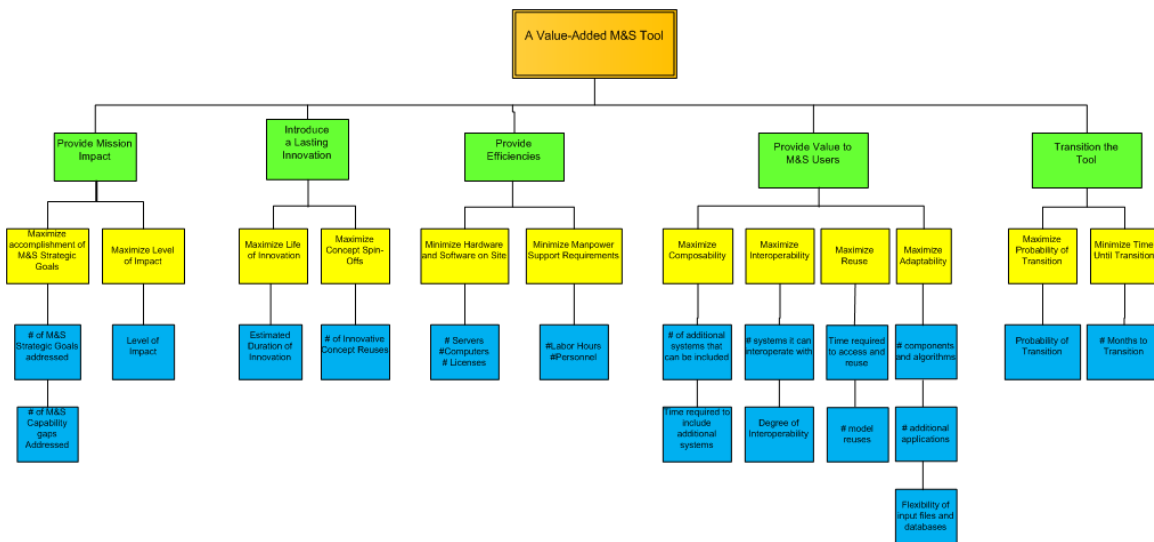 A Value-Added M&S Tool
Provide Mission
Impact
Introduce
a Lasting
Innovation
Provide
Efficiencies
Provide Value to
M&S Users
Transition the
Tool
Maximize
accomplishment of
M&S Strategic
Goals
Maximize Level
of Impact
Maximize Life
of Innovation
Maximize
Concept Spin-
Offs
Minimize Hardware
and Software on Site
Minimize Manpower
Support Requirements
Maximize
Composability
Maximize
Interoperability
Maximize
Reuse
Maximize
Adaptability
Maximize
Probability of
Transition
Minimize Time
Until Transition
# of M&S
Strategic Goals
addressed
Level of
Impact
Estimated
Duration of
Innovation
# of Innovative
Concept Reuses
# Servers
#Computers
# Licenses
#Labor Hours
#Personnel
# of additional
systems that
can be included
# systems it can
interoperate with
Time required
to access and
reuse
# components
and algorithms
Probability of
Transition
# Months to
Transition
# of M&S
Capability
gaps
Addressed
Time required to
include
additional
systems
Degree of
Interoperability
# model
reuses
# additional
applications
Flexibility of
input files and
databases